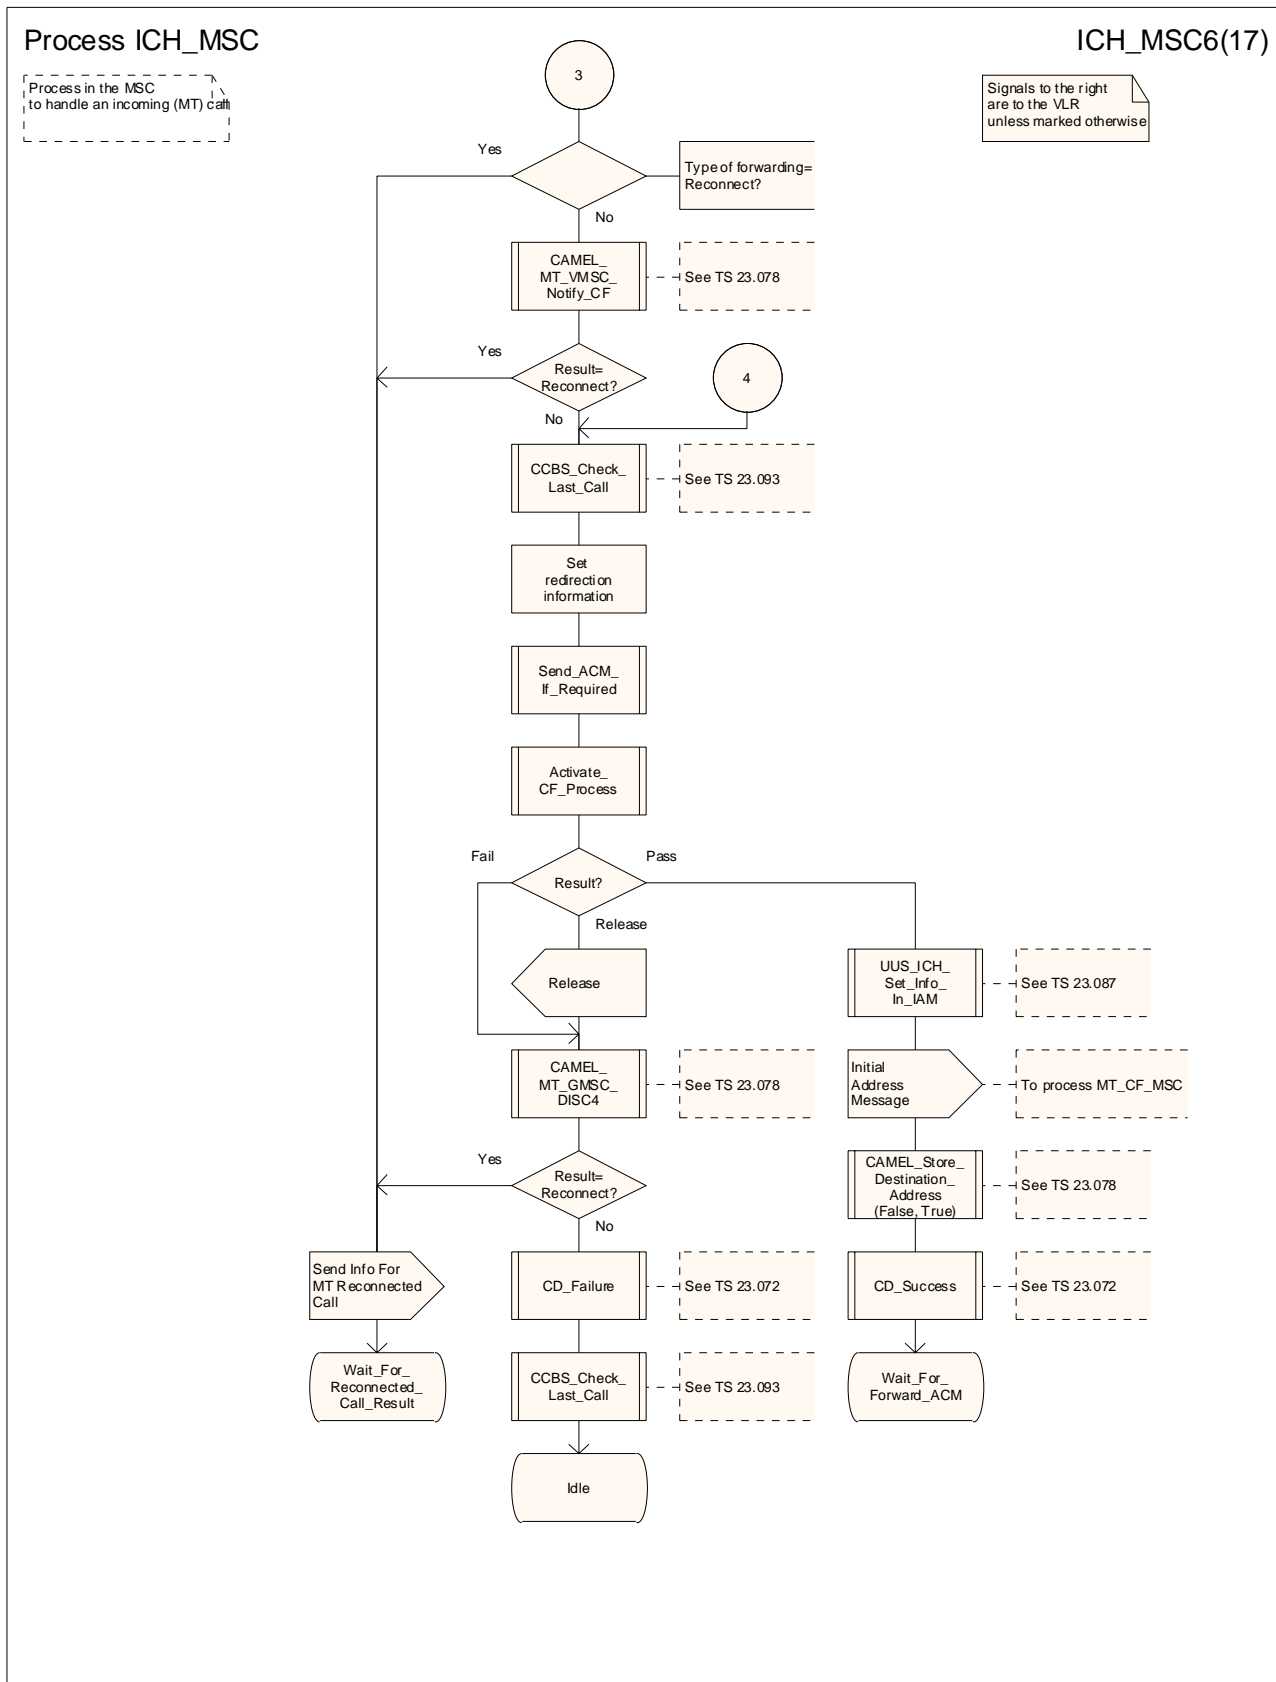 Process ICH_MSC
ICH_MSC6(17)
Process in the MSC
to handle an incoming (MT) call
Signals to the right
are to the VLR
unless marked otherwise
3
Yes
Type of forwarding=
Reconnect?
No
CAMEL_
MT_VMSC_
Notify_CF
See TS 23.078
Yes
Result=
Reconnect?
4
No
CCBS_Check_
Last_Call
See TS 23.093
Set
redirection
information
Send_ACM_
If_Required
Activate_
CF_Process
Fail
Pass
Result?
Release
Release
UUS_ICH_
Set_Info_
In_IAM
See TS 23.087
CAMEL_
MT_GMSC_
DISC4
See TS 23.078
Initial
Address
Message
To process MT_CF_MSC
Yes
Result=
Reconnect?
No
CAMEL_Store_
Destination_
Address
(False, True)
See TS 23.078
Send Info For
MT Reconnected
Call
CD_Failure
See TS 23.072
CD_Success
See TS 23.072
Wait_For_
Reconnected_
Call_Result
CCBS_Check_
Last_Call
See TS 23.093
Wait_For_
Forward_ACM
Idle